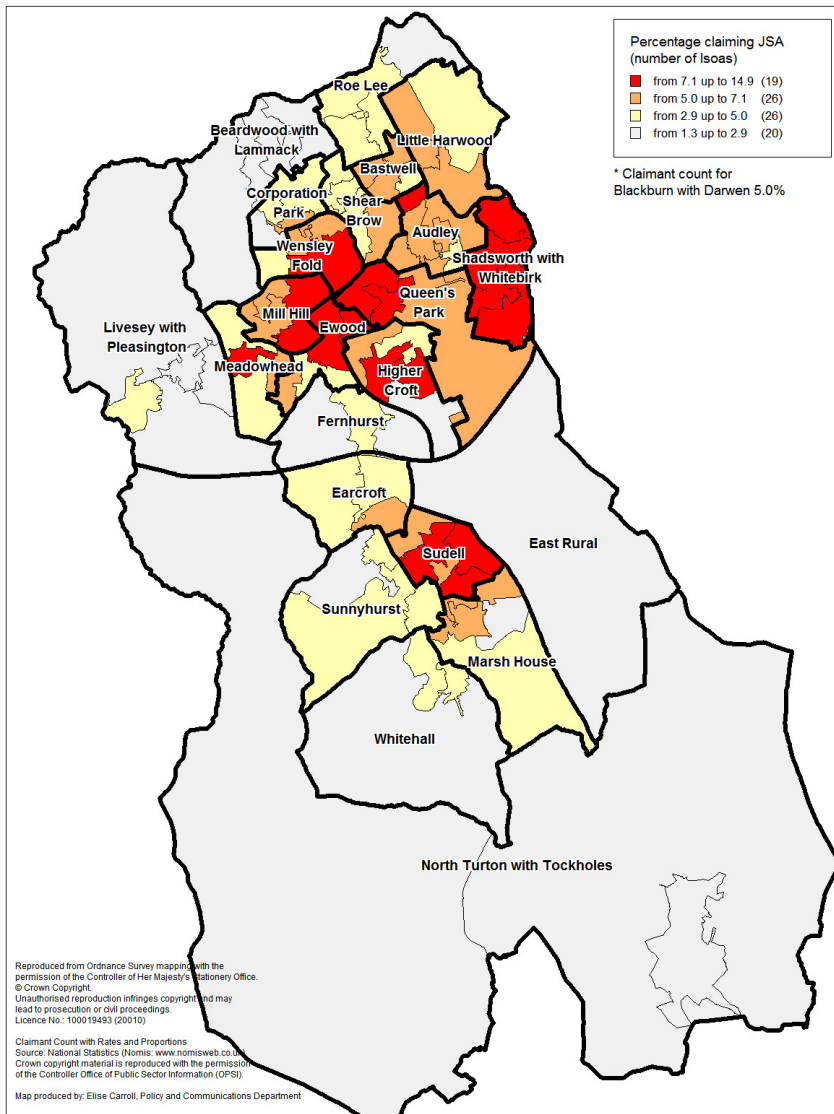 Percentage claiming JSA
(number of lsoas)
from 7.1 up to 14.9 (19)
from 5.0 up to 7.1 (26)
from 2.9 up to 5.0 (26)
from 1.3 up to 2.9 (20)
* Claimant count for
Blackburn with Darwen 5.0%
Roe Lee
Beardwood with
Lammack
Little Harwood
Bastwell
Corporation
Park
Shear
Brow
Audley
Wensley
Fold
Shadsworth with
Whitebirk
Queen's
Park
Mill Hill
Ewood
Livesey with
Pleasington
Meadowhead
Higher
Croft
Fernhurst
Earcroft
East Rural
Sudell
Sunnyhurst
Marsh House
Whitehall
North Turton with Tockholes
Reproduced from Ordnance Survey mapping with the
permission of the Controller of Her Majesty's Stationery Office.
© Crown Copyright.
Unauthorised reproduction infringes copyright and may
lead to prosecution or civil proceedings.
Licence No.: 100019493 (20010)
Claimant Count with Rates and Proportions
Source: National Statistics (Nomis: www.nomisweb.co.uk)
Crown copyright material is reproduced with the permission
of the Controller Office of Public Sector Information (OPSI).
Map produced by: Elise Carroll, Policy and Communications Department